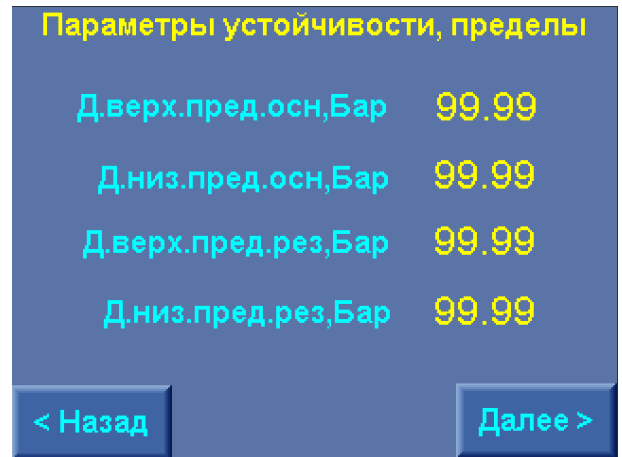 Параметры устойчивости, пределы
Д.верх.пред.осн,Бар 99.99
Д.низ.пред.осн,Бар 99.99
Д.верх.пред.рез,Бар 99.99
Д.низ.пред.рез,Бар 99.99
< Назад Далее >